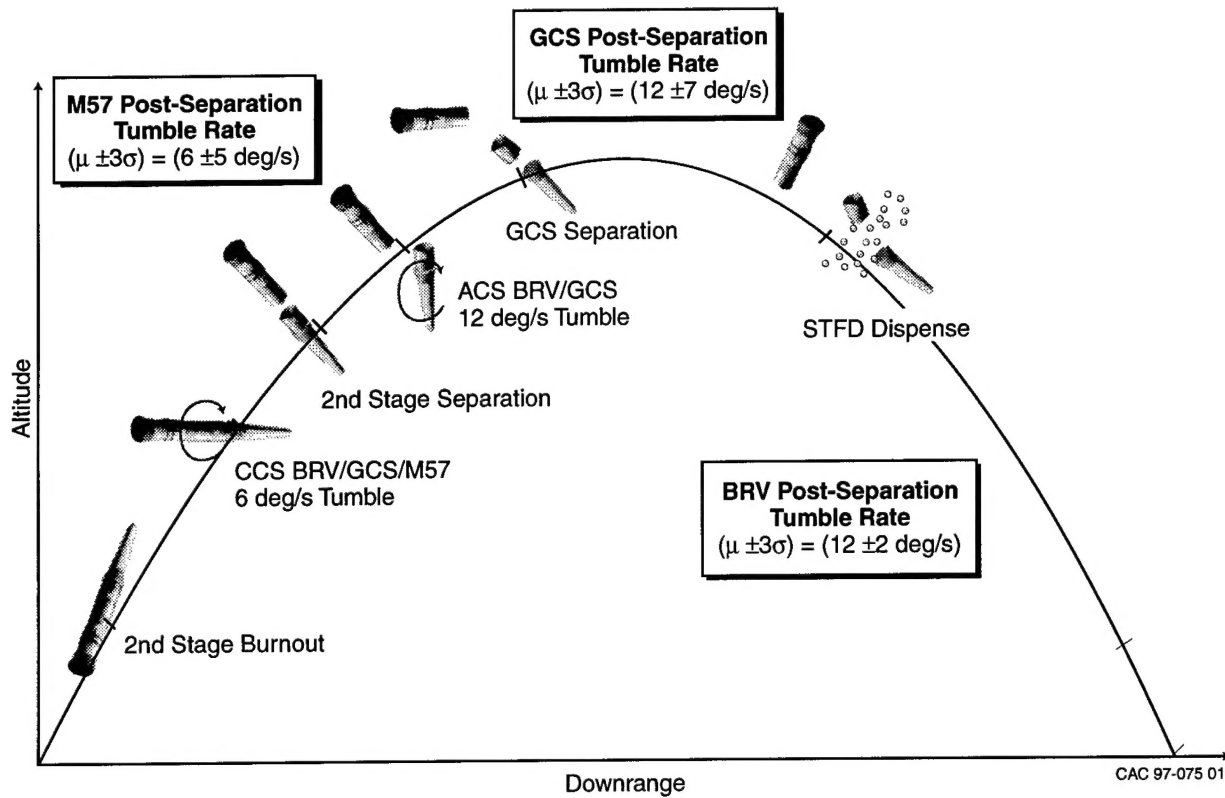 GCS Post-Separation
Tumble Rate
(μ ±3σ) = (12 ±7 deg/s)
M57 Post-Separation
Tumble Rate
(μ ±3σ) = (6 ±5 deg/s)
GCS Separation
ACS BRV/GCS
12 deg/s Tumble
STFD Dispense
2nd Stage Separation
Altitude
CCS BRV/GCS/M57
6 deg/s Tumble
BRV Post-Separation
Tumble Rate
(μ ±3σ) = (12 ±2 deg/s)
2nd Stage Burnout
Downrange
CAC 97-075 01